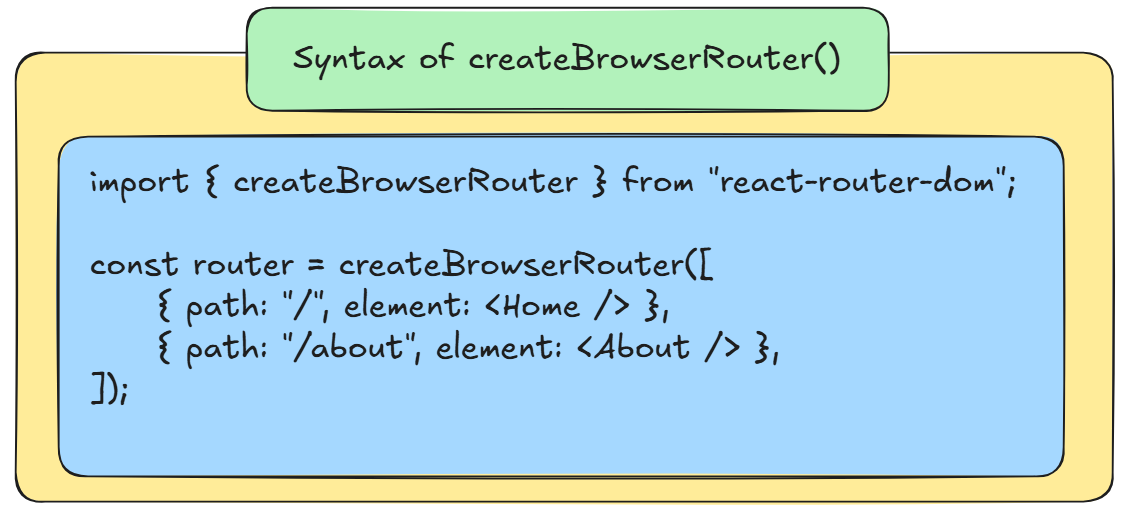 Syntax of createBrowserRouter()
import { createBrowserRouter } from "react-router-dom";
const router = createBrowserRouter([
{ path: "/", element: <Home /> },
{ path: "/about", element: <About /> },
]);